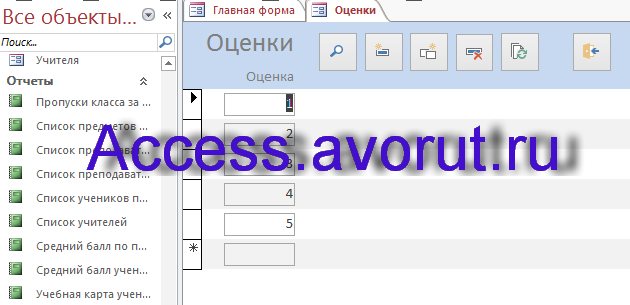 Все объекты...
Поиск...
Учителя
Отчеты
Пропуски класса за ...
Список предметов ...
Список преподават...
Список преподават...
Список учеников п...
Список учителей
Средний балл по п...
Средний балл учен...
Учебная карта учен...
Главная форма
Оценки
Оценки
Оценка
1
2
3
4
5
Access.avorut.ru